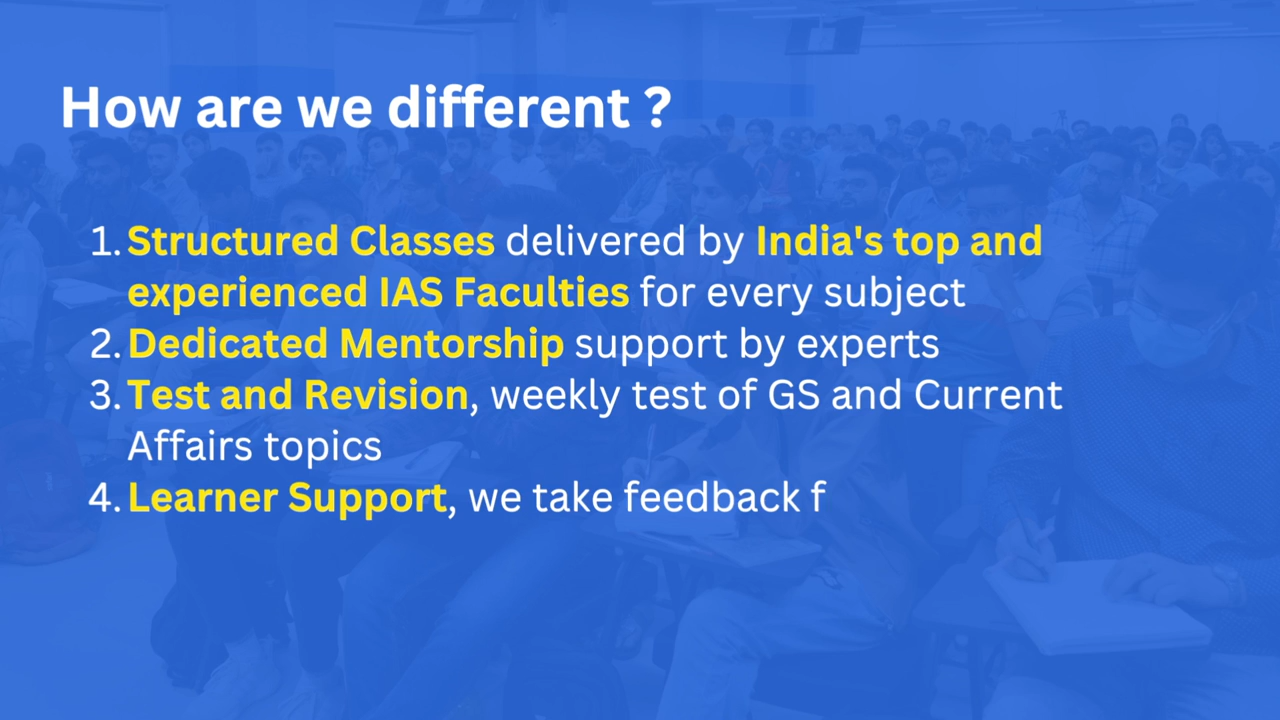 How are we different ?
1. Structured Classes delivered by India's top and
experienced IAS Faculties for every subject
2. Dedicated Mentorship support by experts
3. Test and Revision, weekly test of GS and Current
Affairs topics
4. Learner Support, we take feedback f